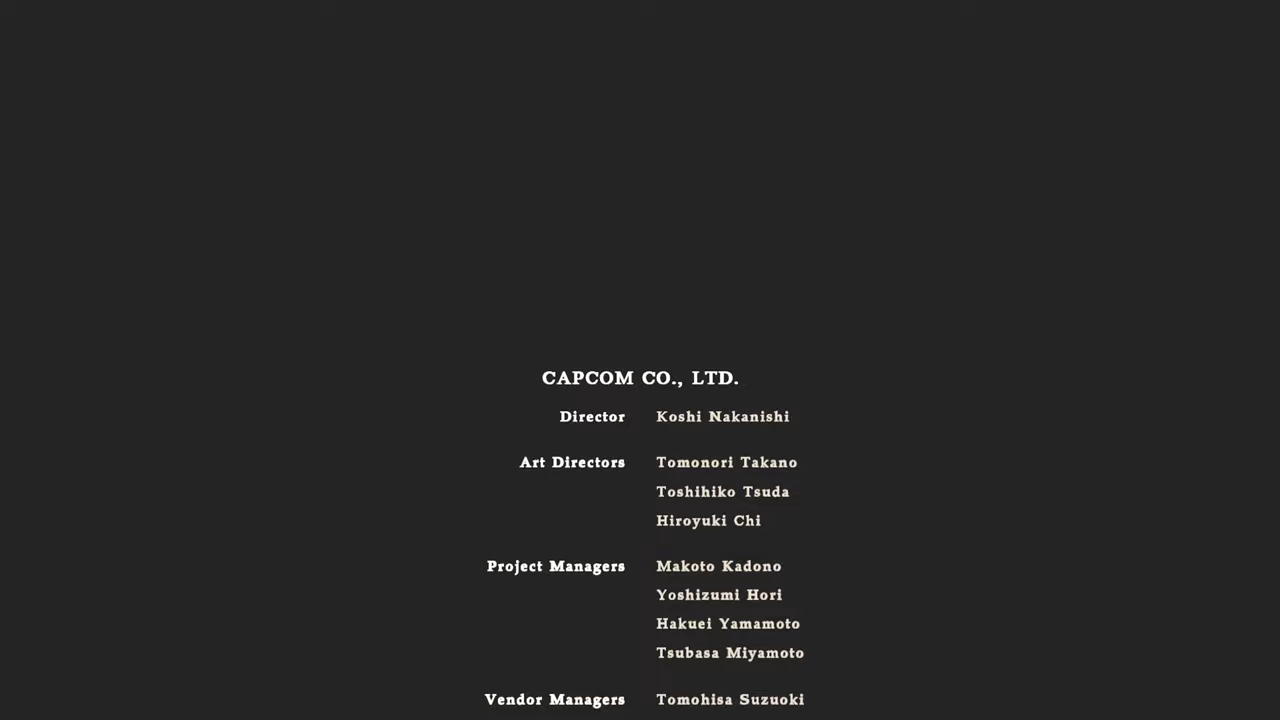 CAPCOM CO., LTD.
Director Koshi Nakanishi
Art Directors Tomonori Takano
Toshihiko Tsuda
Hiroyuki Chi
Project Managers Makoto Kadono
Yoshizumi Hori
Hakuei Yamamoto
Tsubasa Miyamoto
Vendor Managers Tomohisa Suzuoki